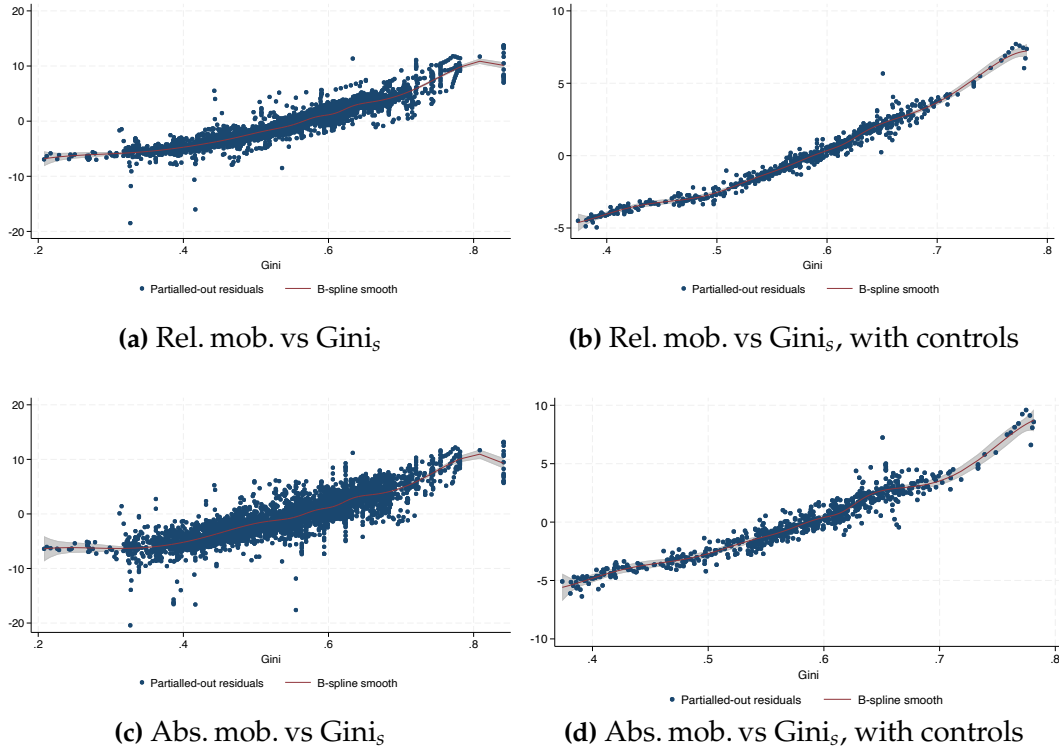 20
10
0
-10
-20
.2 .4 .6 .8
Gini
Partialled-out residuals B-spline smooth
(a) Rel. mob. vs Giniₛ
10
5
0
-5
.4 .5 .6 .7 .8
Gini
Partialled-out residuals B-spline smooth
(b) Rel. mob. vs Giniₛ, with controls
20
10
0
-10
-20
.2 .4 .6 .8
Gini
Partialled-out residuals B-spline smooth
(c) Abs. mob. vs Giniₛ
10
5
0
-5
-10
.4 .5 .6 .7 .8
Gini
Partialled-out residuals B-spline smooth
(d) Abs. mob. vs Giniₛ, with controls